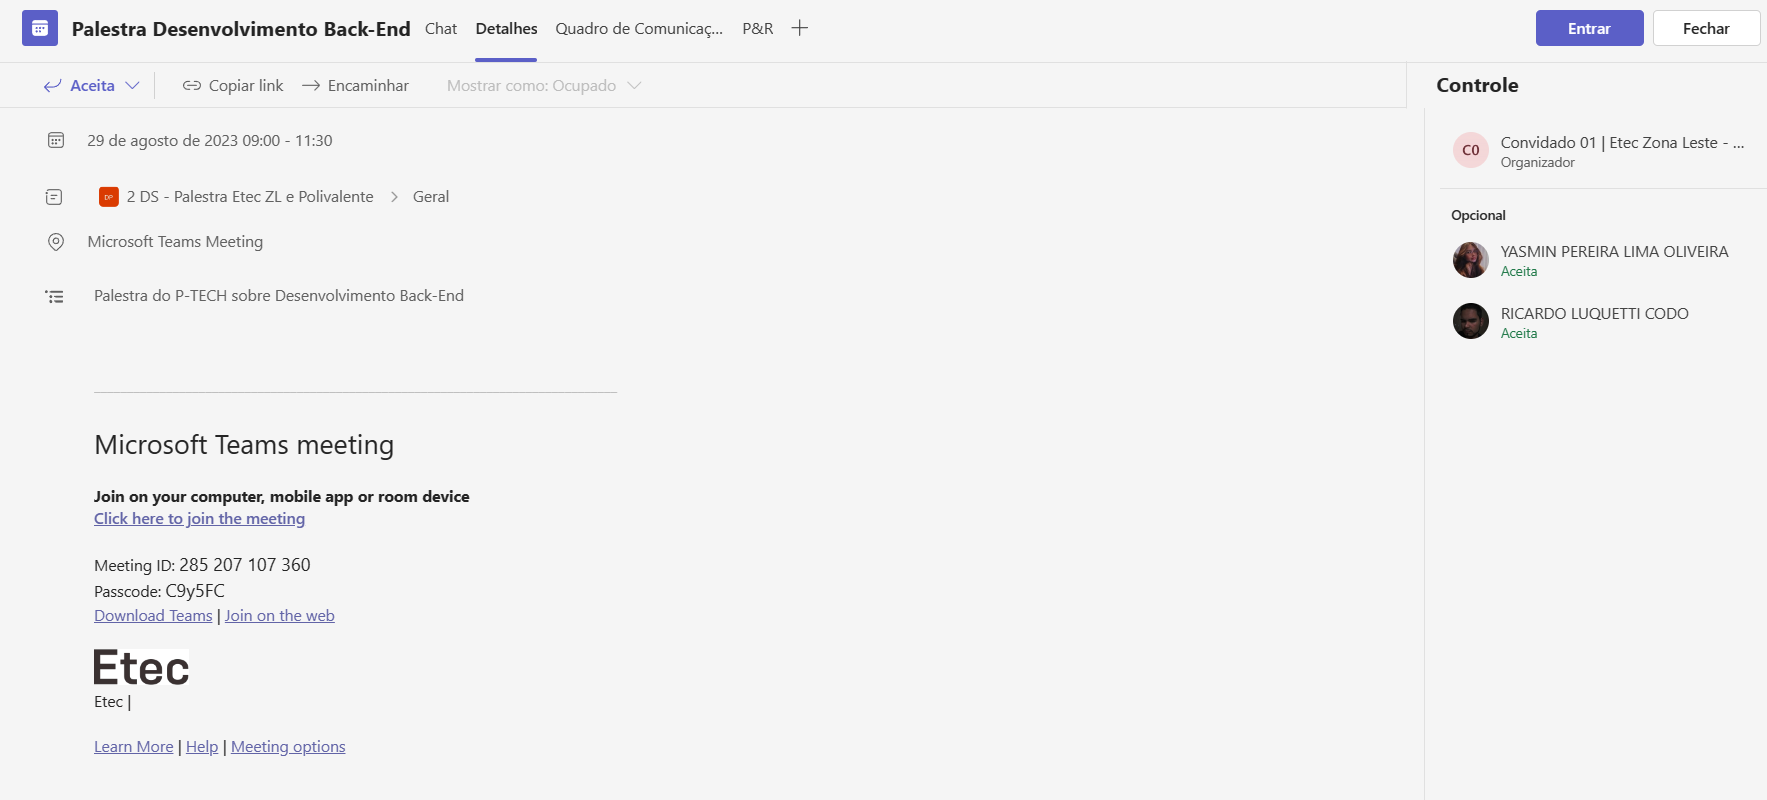 Palestra Desenvolvimento Back-End
Chat
Detalhes
Quadro de Comunicaç...
P&R
Entrar
Fechar
Aceita
Copiar link
Encaminhar
Mostrar como: Ocupado
Controle
29 de agosto de 2023 09:00 - 11:30
DP
2 DS - Palestra Etec ZL e Polivalente
Geral
Microsoft Teams Meeting
Palestra do P-TECH sobre Desenvolvimento Back-End
Microsoft Teams meeting
Join on your computer, mobile app or room device
Click here to join the meeting
Meeting ID: 285 207 107 360
Passcode: C9y5FC
Download Teams | Join on the web
Etec
Etec |
Learn More | Help | Meeting options
C0
Convidado 01 | Etec Zona Leste - ...
Organizador
Opcional
YASMIN PEREIRA LIMA OLIVEIRA
Aceita
RICARDO LUQUETTI CODO
Aceita